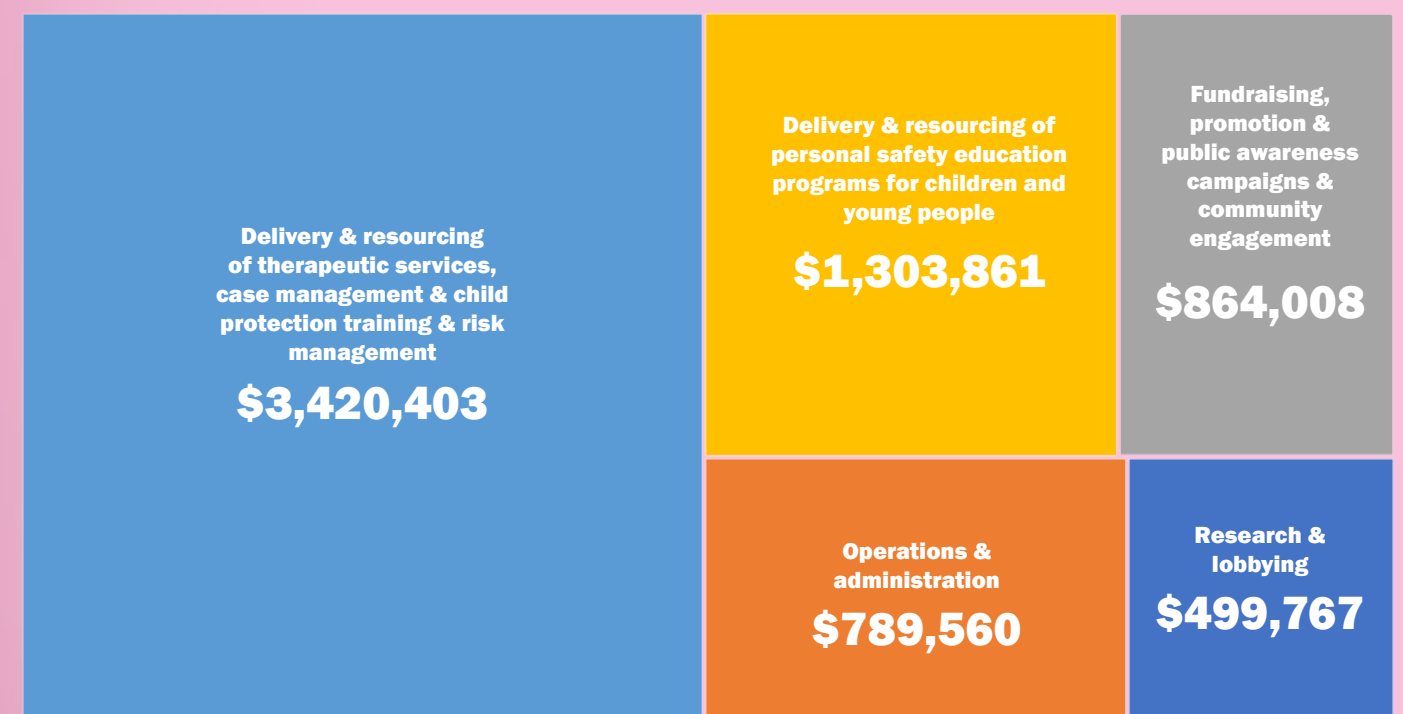 Delivery & resourcing
of therapeutic services,
case management & child
protection training & risk
management
$3,420,403
Delivery & resourcing of
personal safety education
programs for children and
young people
$1,303,861
Fundraising,
promotion &
public awareness
campaigns &
community
engagement
$864,008
Operations &
administration
$789,560
Research &
lobbying
$499,767